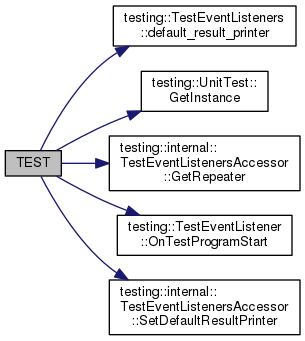 testing::TestEventListeners
::default_result_printer
testing::UnitTest::
GetInstance
TEST
testing::internal::
TestEventListenersAccessor
::GetRepeater
testing::TestEventListener
::OnTestProgramStart
testing::internal::
TestEventListenersAccessor
::SetDefaultResultPrinter